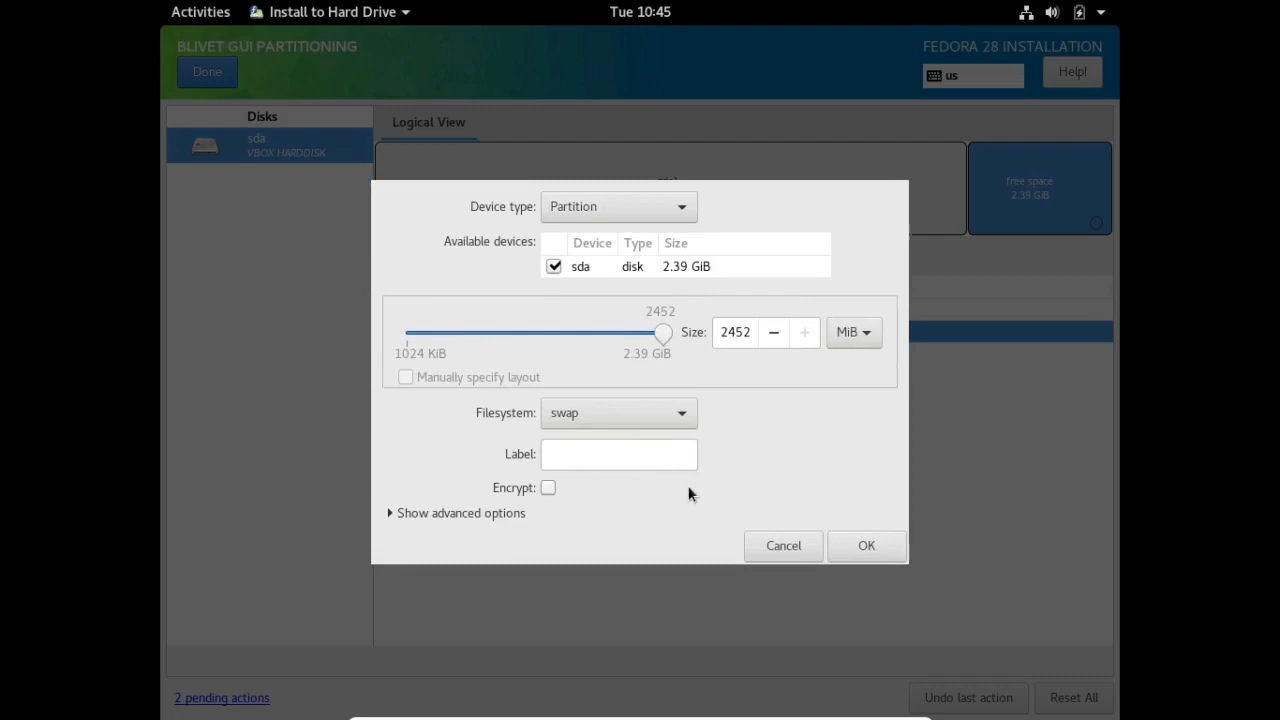 Activities Install to Hard Drive Tue 10:45
BLIVET GUI PARTITIONING FEDORA 28 INSTALLATION
Done us Help!
Disks
sda
VBOX HARDDISK
Logical View
free space
2.39 GiB
Device type: Partition
Available devices: Device Type Size
sda disk 2.39 GiB
2452
Size: 2452 MiB
1024 KiB 2.39 GiB
Manually specify layout
Filesystem: swap
Label:
Encrypt:
Show advanced options
Cancel OK
2 pending actions Undo last action Reset All